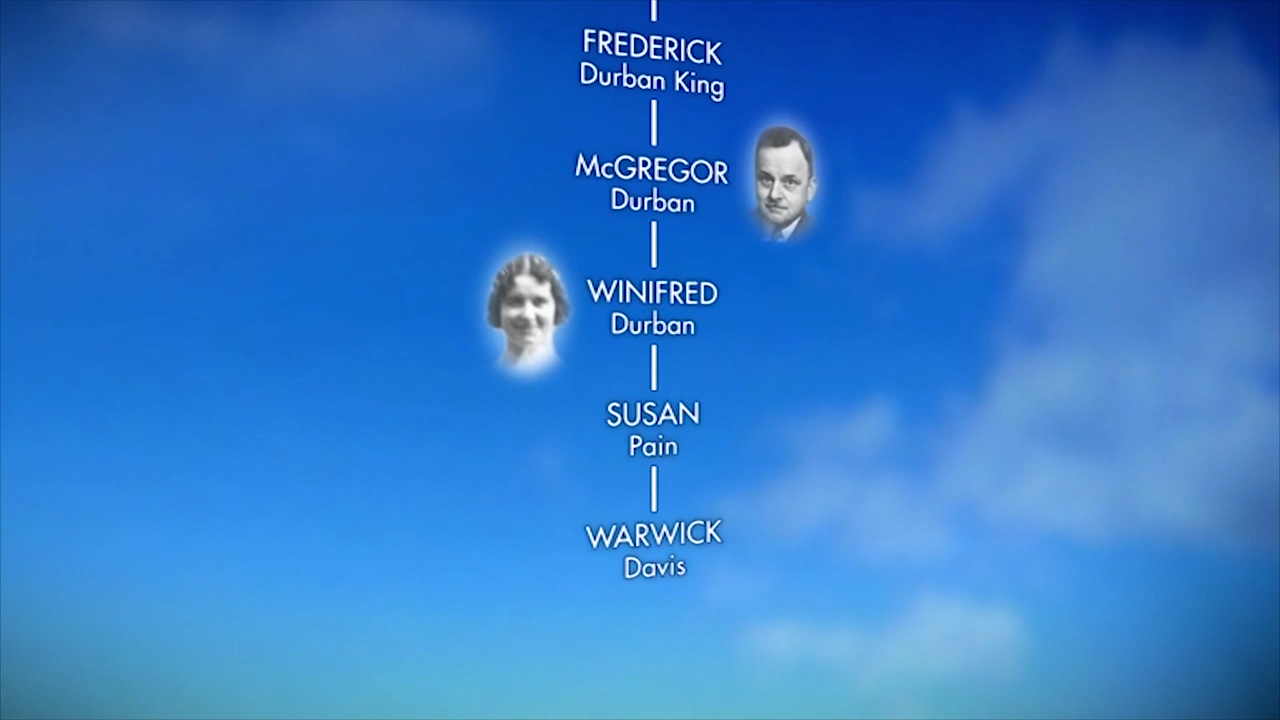 FREDERICK
Durban King
McGREGOR
Durban
WINIFRED
Durban
SUSAN
Pain
WARWICK
Davis